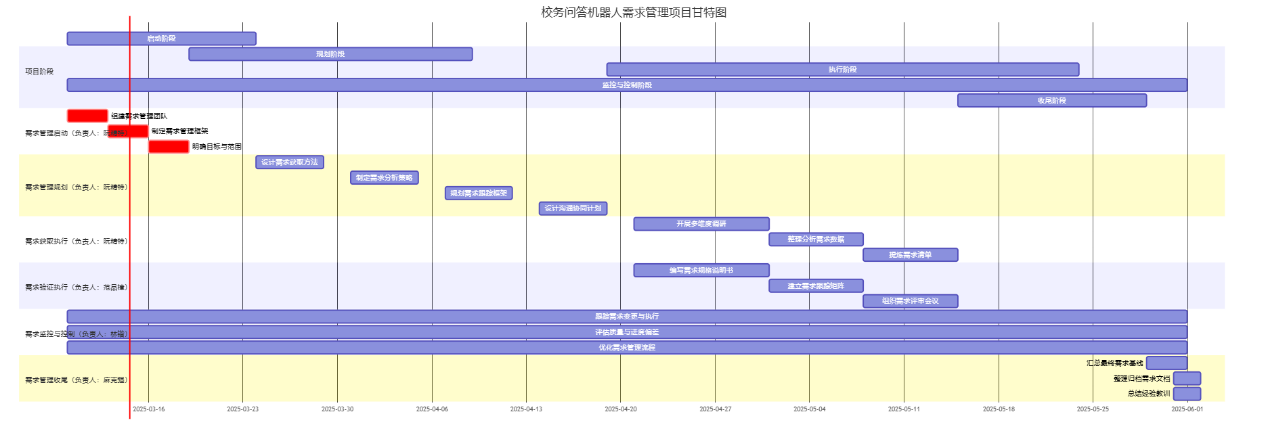 校务问答机器人需求管理项目甘特图
启动阶段
规划阶段
执行阶段
监控与控制阶段
收尾阶段
项目阶段
组建需求管理团队
制定需求管理框架
明确目标与范围
需求管理启动（负责人：阮
设计需求获取方法
制定需求分析策略
规划需求跟踪框架
设计沟通协同计划
需求管理规划（负责人：阮
开展多维度调研
整理分析需求数据
提炼需求清单
需求获取执行（负责人：阮
编写需求规格说明书
建立需求跟踪矩阵
组织需求评审会议
需求验证执行（负责人：
跟踪需求变更与执行
评估质量与进度偏差
优化需求管理流程
需求监控与控制（负责人：林
汇总最终需求基线
整理归档需求文档
总结经验教训
需求管理收尾（负责人：
2025-03-16
2025-03-23
2025-03-30
2025-04-06
2025-04-13
2025-04-20
2025-04-27
2025-05-04
2025-05-11
2025-05-18
2025-05-25
2025-06-01